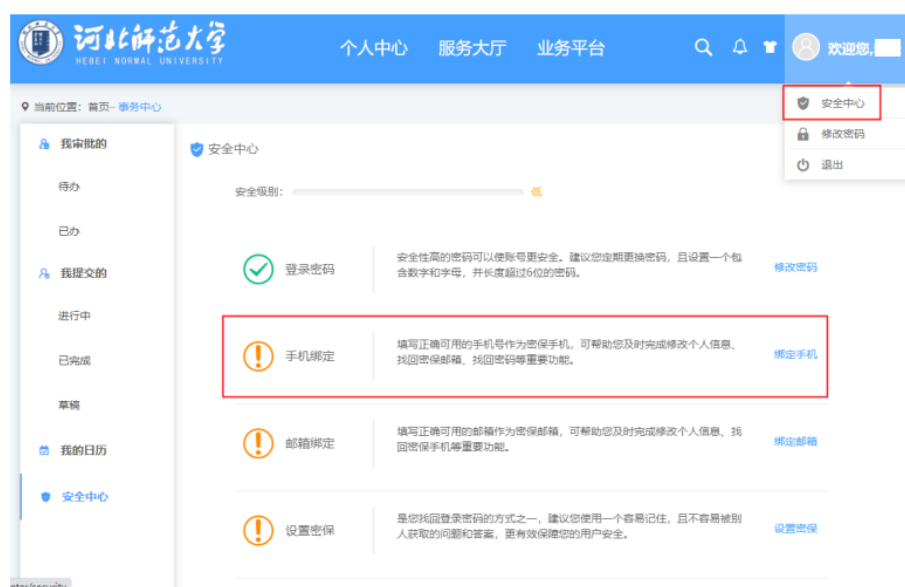 河北师范大学
HEBEI NORMAL UNIVERSITY
个人中心 服务大厅 业务平台
欢迎您,
当前位置：首页- 事务中心
安全中心
修改密码
退出
我审批的
待办
已办
我提交的
进行中
已完成
草稿
我的日历
安全中心
安全中心
安全级别： 低
登录密码
安全性高的密码可以使账号更安全。建议您定期更换密码，且设置一个包
含数字和字母，并长度超过6位的密码。
修改密码
手机绑定
填写正确可用的手机号作为密保手机，可帮助您及时完成修改个人信息、
找回密保邮箱、找回密码等重要功能。
绑定手机
邮箱绑定
填写正确可用的邮箱作为密保邮箱，可帮助您及时完成修改个人信息、找
回密保手机等重要功能。
绑定邮箱
设置密保
是您找回登录密码的方式之一，建议您使用一个容易记住，且不容易被别
人获取的问题和答案，更有效保障您的用户安全。
设置密保